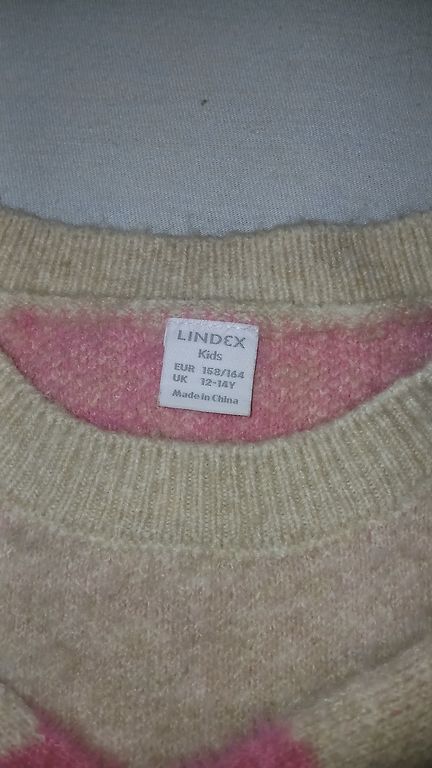 LINDEX
Kids
EUR 158/164
UK 12-14Y
Made in China